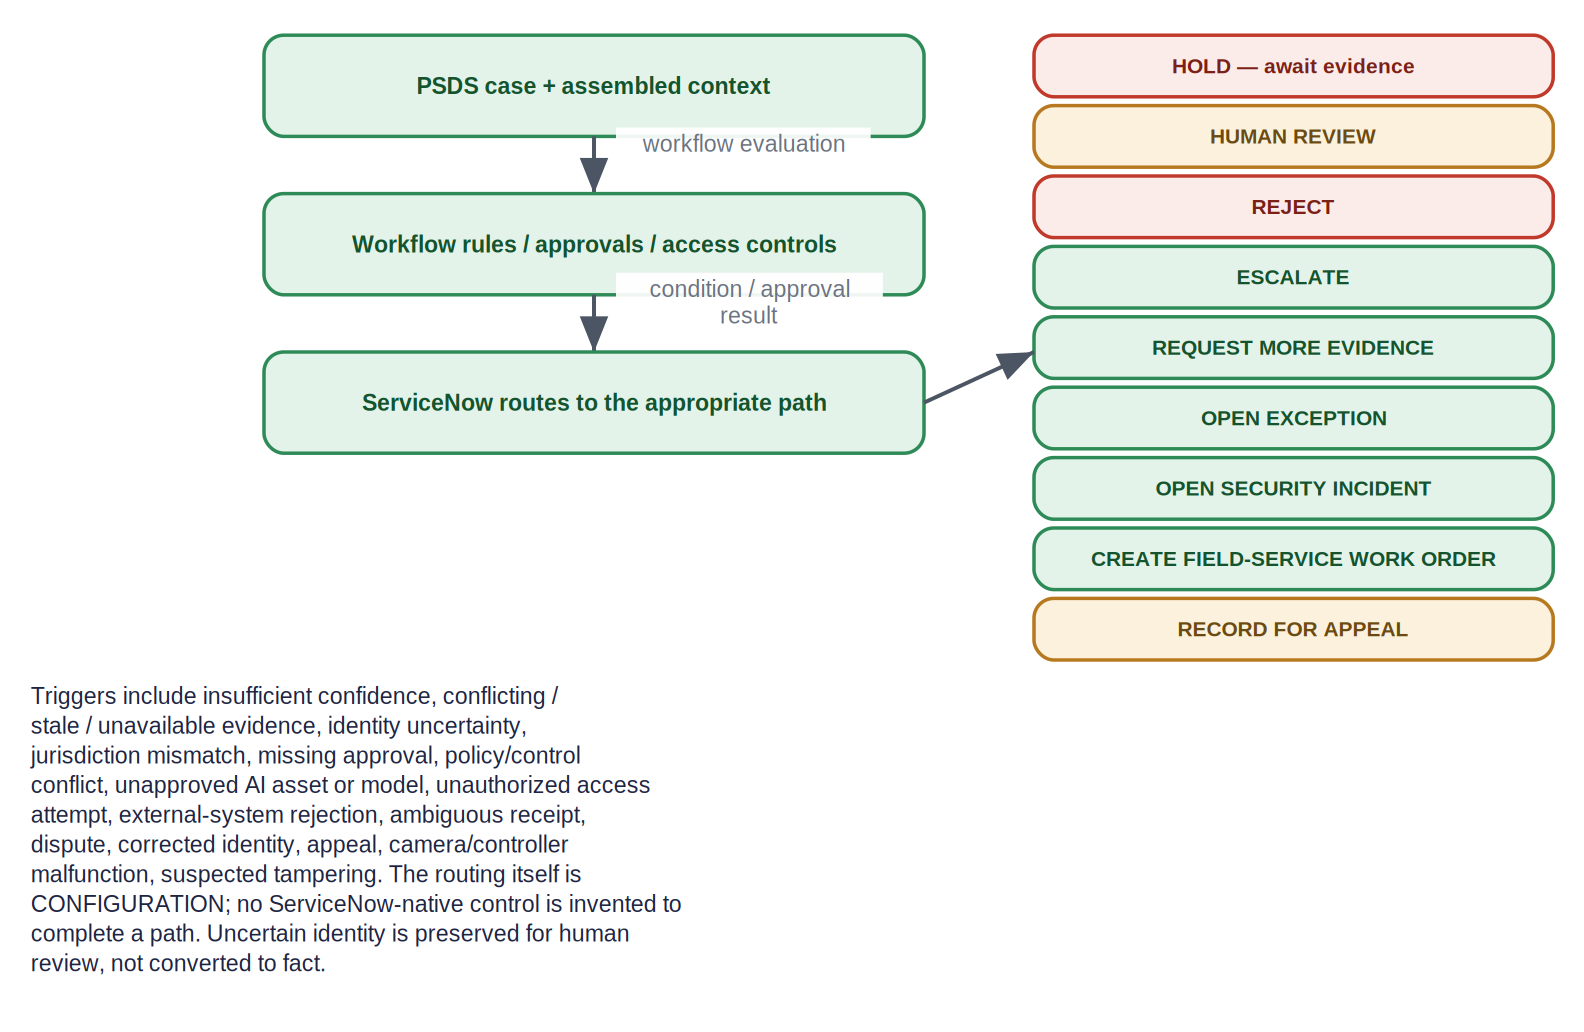 PSDS case + assembled context
workflow evaluation
Workflow rules / approvals / access controls
condition / approval
result
ServiceNow routes to the appropriate path
HOLD — await evidence
HUMAN REVIEW
REJECT
ESCALATE
REQUEST MORE EVIDENCE
OPEN EXCEPTION
OPEN SECURITY INCIDENT
CREATE FIELD-SERVICE WORK ORDER
RECORD FOR APPEAL
Triggers include insufficient confidence, conflicting /
stale / unavailable evidence, identity uncertainty,
jurisdiction mismatch, missing approval, policy/control
conflict, unapproved AI asset or model, unauthorized access
attempt, external-system rejection, ambiguous receipt,
dispute, corrected identity, appeal, camera/controller
malfunction, suspected tampering. The routing itself is
CONFIGURATION; no ServiceNow-native control is invented to
complete a path. Uncertain identity is preserved for human
review, not converted to fact.